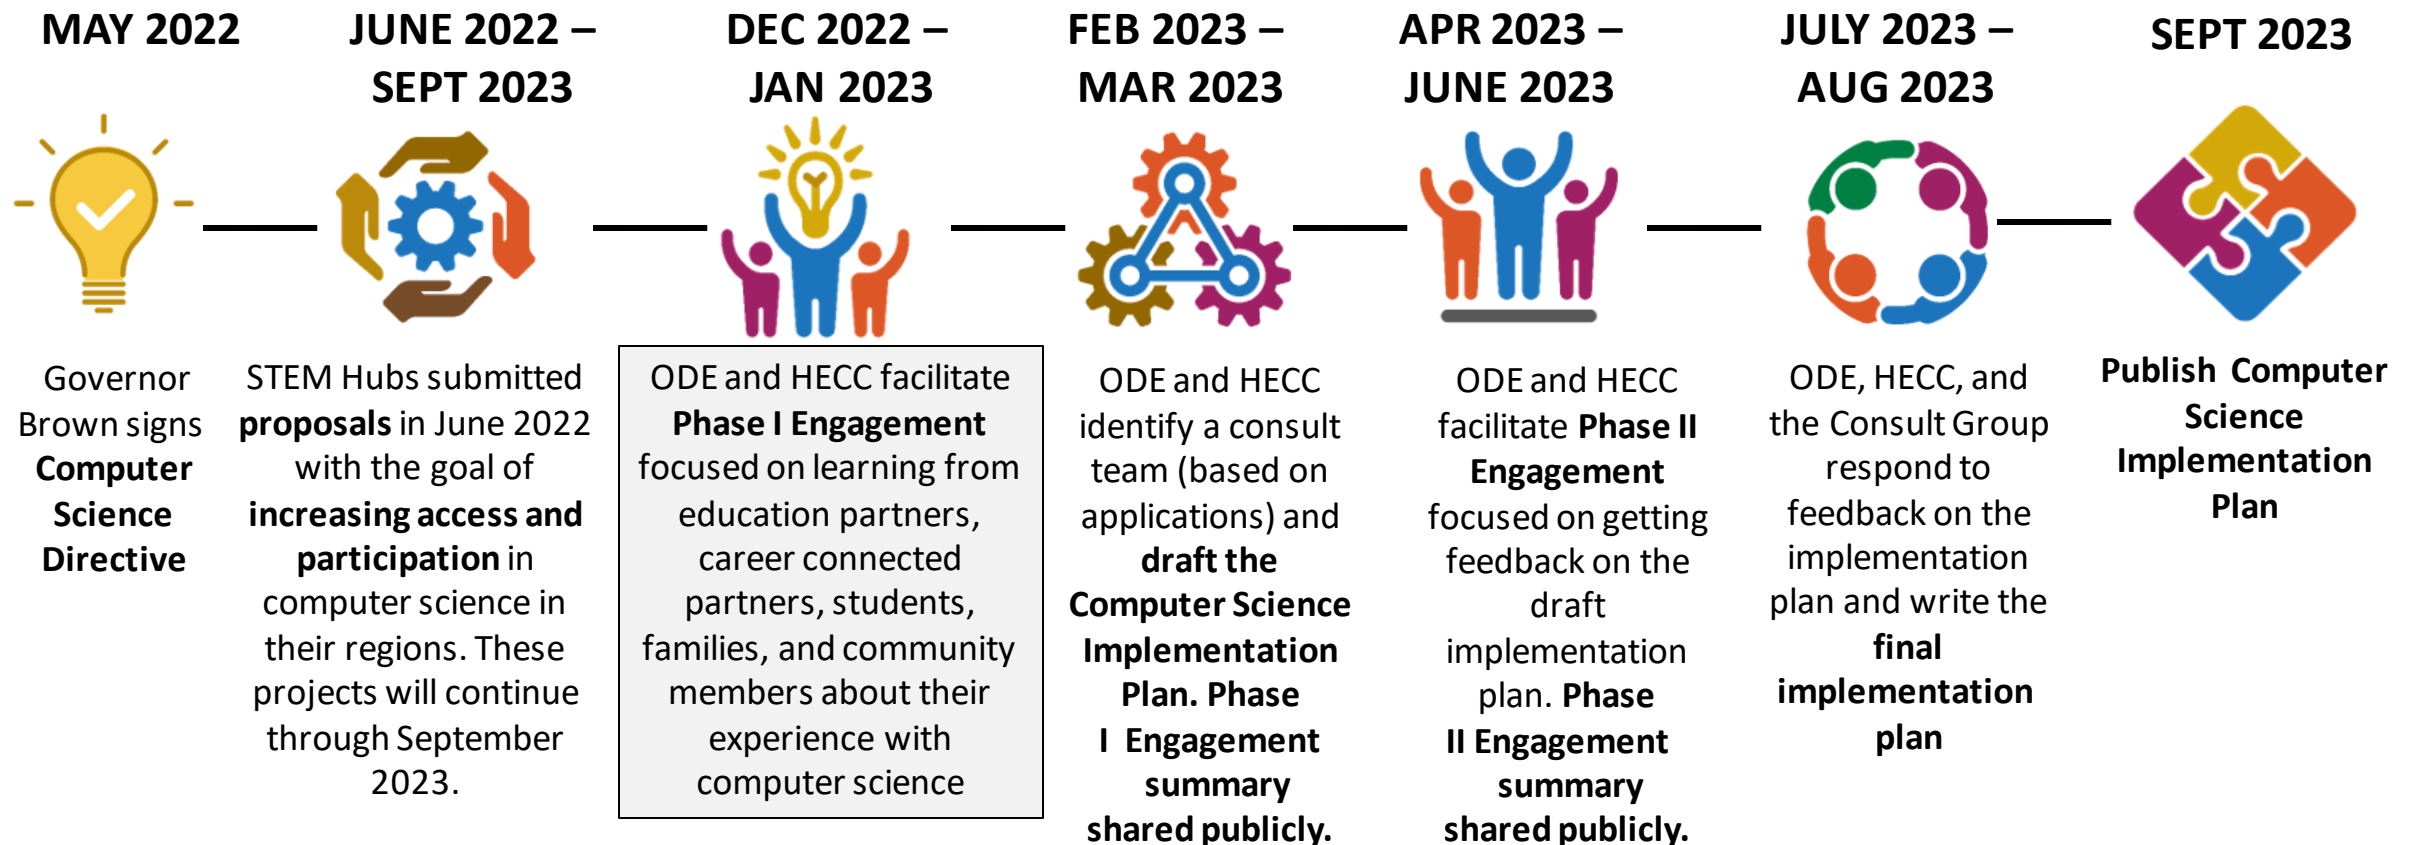 MAY 2022
Governor
Brown signs
Computer
Science
Directive
JUNE 2022 –
SEPT 2023
STEM Hubs submitted
proposals in June 2022
with the goal of
increasing access and
participation in
computer science in
their regions. These
projects will continue
through September
2023.
DEC 2022 –
JAN 2023
ODE and HECC facilitate
Phase I Engagement
focused on learning from
education partners,
career connected
partners, students,
families, and community
members about their
experience with
computer science
FEB 2023 –
MAR 2023
ODE and HECC
identify a consult
team (based on
applications) and
draft the
Computer Science
Implementation
Plan. Phase
I Engagement
summary
shared publicly.
APR 2023 –
JUNE 2023
ODE and HECC
facilitate Phase II
Engagement
focused on getting
feedback on the
draft
implementation
plan. Phase
II Engagement
summary
shared publicly.
JULY 2023 –
AUG 2023
ODE, HECC, and
the Consult Group
respond to
feedback on the
implementation
plan and write the
final
implementation
plan
SEPT 2023
Publish Computer
Science
Implementation
Plan